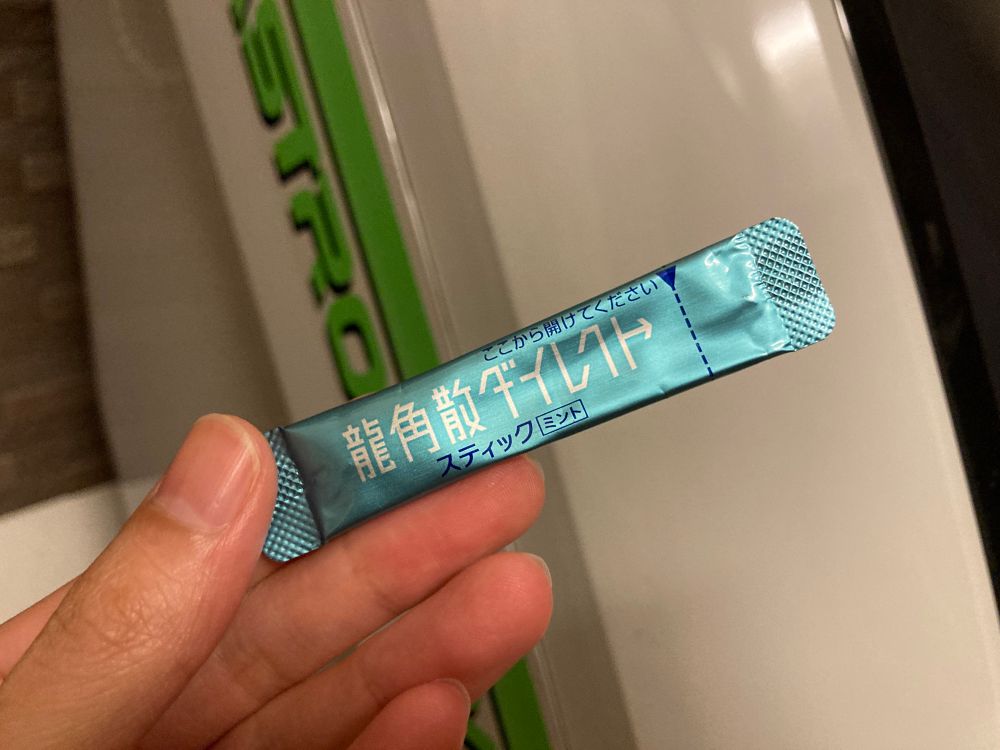 ここから開けてください
龍角散ダイレクト
スティック ミント
STRO